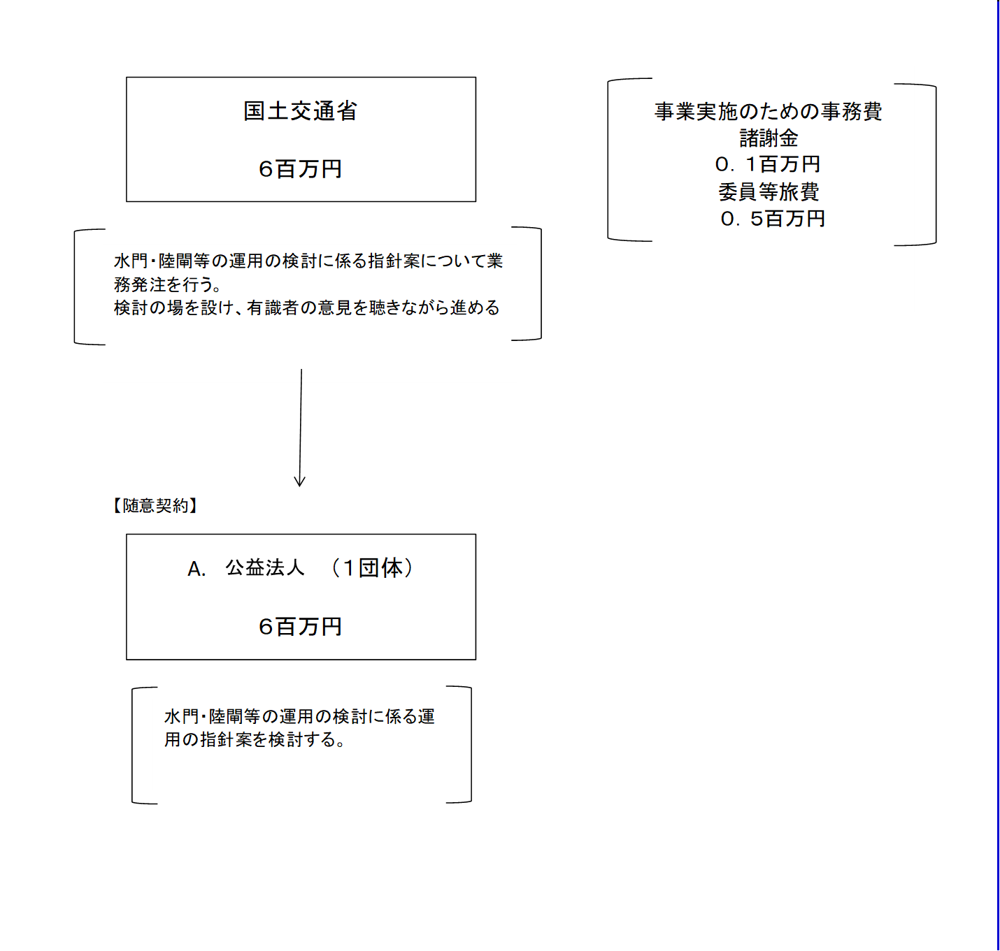 国土交通省
６百万円
事業実施のための事務費
諸謝金
０．１百万円
委員等旅費
０．５百万円
水門・陸閘等の運用の検討に係る指針案について業
務発注を行う。
検討の場を設け、有識者の意見を聴きながら進める
【随意契約】
A.　公益法人　（１団体）
６百万円
水門・陸閘等の運用の検討に係る運
用の指針案を検討する。